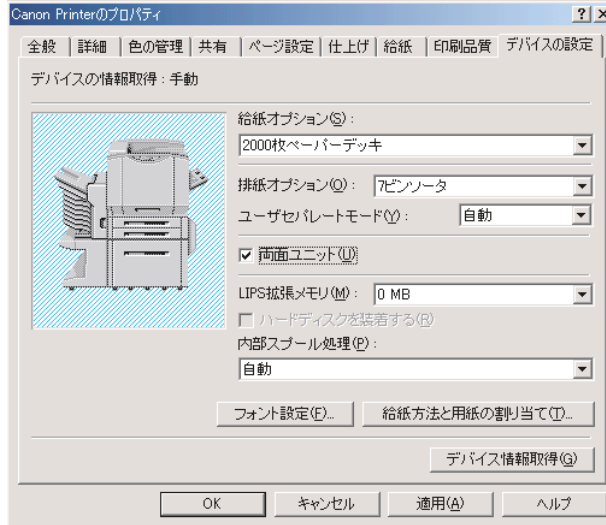 Canon Printerのプロパティ
全般 詳細 色の管理 共有 ページ設定 仕上げ 給紙 印刷品質 デバイスの設定
デバイスの情報取得：手動
給紙オプション(S)：
2000枚ペーパーデッキ
排紙オプション(O)： 7ビンソータ
ユーザセパレートモード(Y)： 自動
両面ユニット(U)
LIPS拡張メモリ(M)： 0 MB
ハードディスクを装着する(R)
内部スプール処理(P)：
自動
フォント設定(F)... 給紙方法と用紙の割り当て(T)...
デバイス情報取得(G)
OK キャンセル 適用(A) ヘルプ